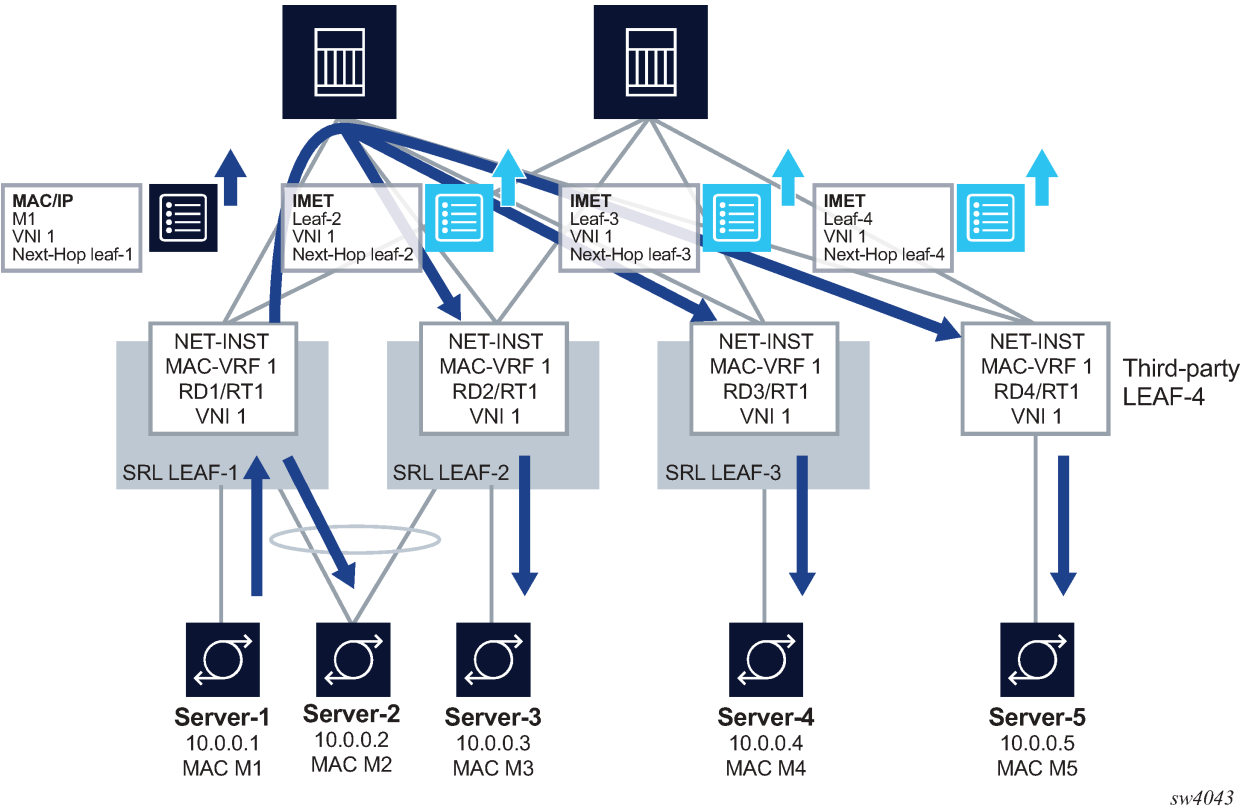 MAC/IP
M1
VNI 1
Next-Hop leaf-1
IMET
Leaf-2
VNI 1
Next-Hop leaf-2
IMET
Leaf-3
VNI 1
Next-Hop leaf-3
IMET
Leaf-4
VNI 1
Next-Hop leaf-4
NET-INST
MAC-VRF 1
RD1/RT1
VNI 1
SRL LEAF-1
NET-INST
MAC-VRF 1
RD2/RT1
VNI 1
SRL LEAF-2
NET-INST
MAC-VRF 1
RD3/RT1
VNI 1
SRL LEAF-3
NET-INST
MAC-VRF 1
RD4/RT1
VNI 1
Third-party
LEAF-4
Server-1
10.0.0.1
MAC M1
Server-2
10.0.0.2
MAC M2
Server-3
10.0.0.3
MAC M3
Server-4
10.0.0.4
MAC M4
Server-5
10.0.0.5
MAC M5
sw4043